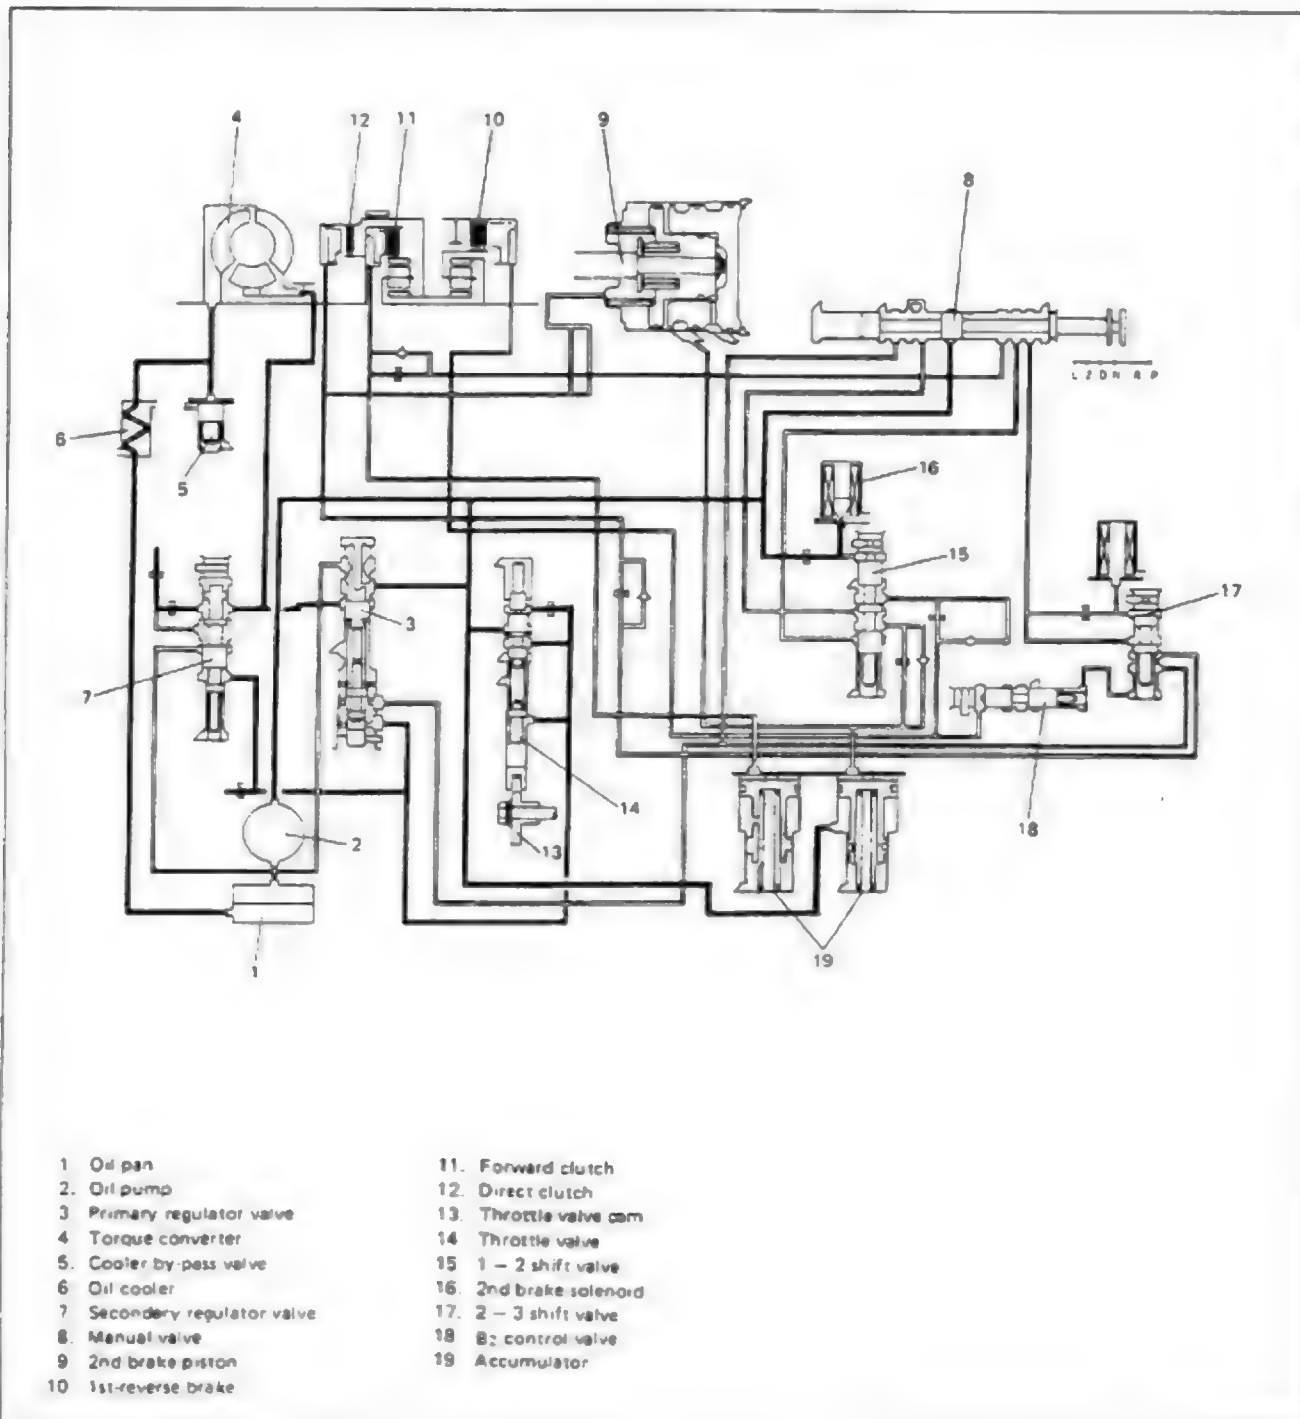 4
12
11
10
9
8
L 2 D N R P
6
5
16
15
17
3
7
14
2
13
18
19
1
1 Oil pan
2. Oil pump
3 Primary regulator valve
4 Torque converter
5. Cooler by-pass valve
6 Oil cooler
7 Secondery regulator valve
8. Manual valve
9 2nd brake piston
10 1st-reverse brake
11. Forward clutch
12. Direct clutch
13. Throttle valve cam
14 Throttle valve
15 1 – 2 shift valve
16. 2nd brake solenoid
17. 2 – 3 shift valve
18 B2 control valve
19 Accumulator